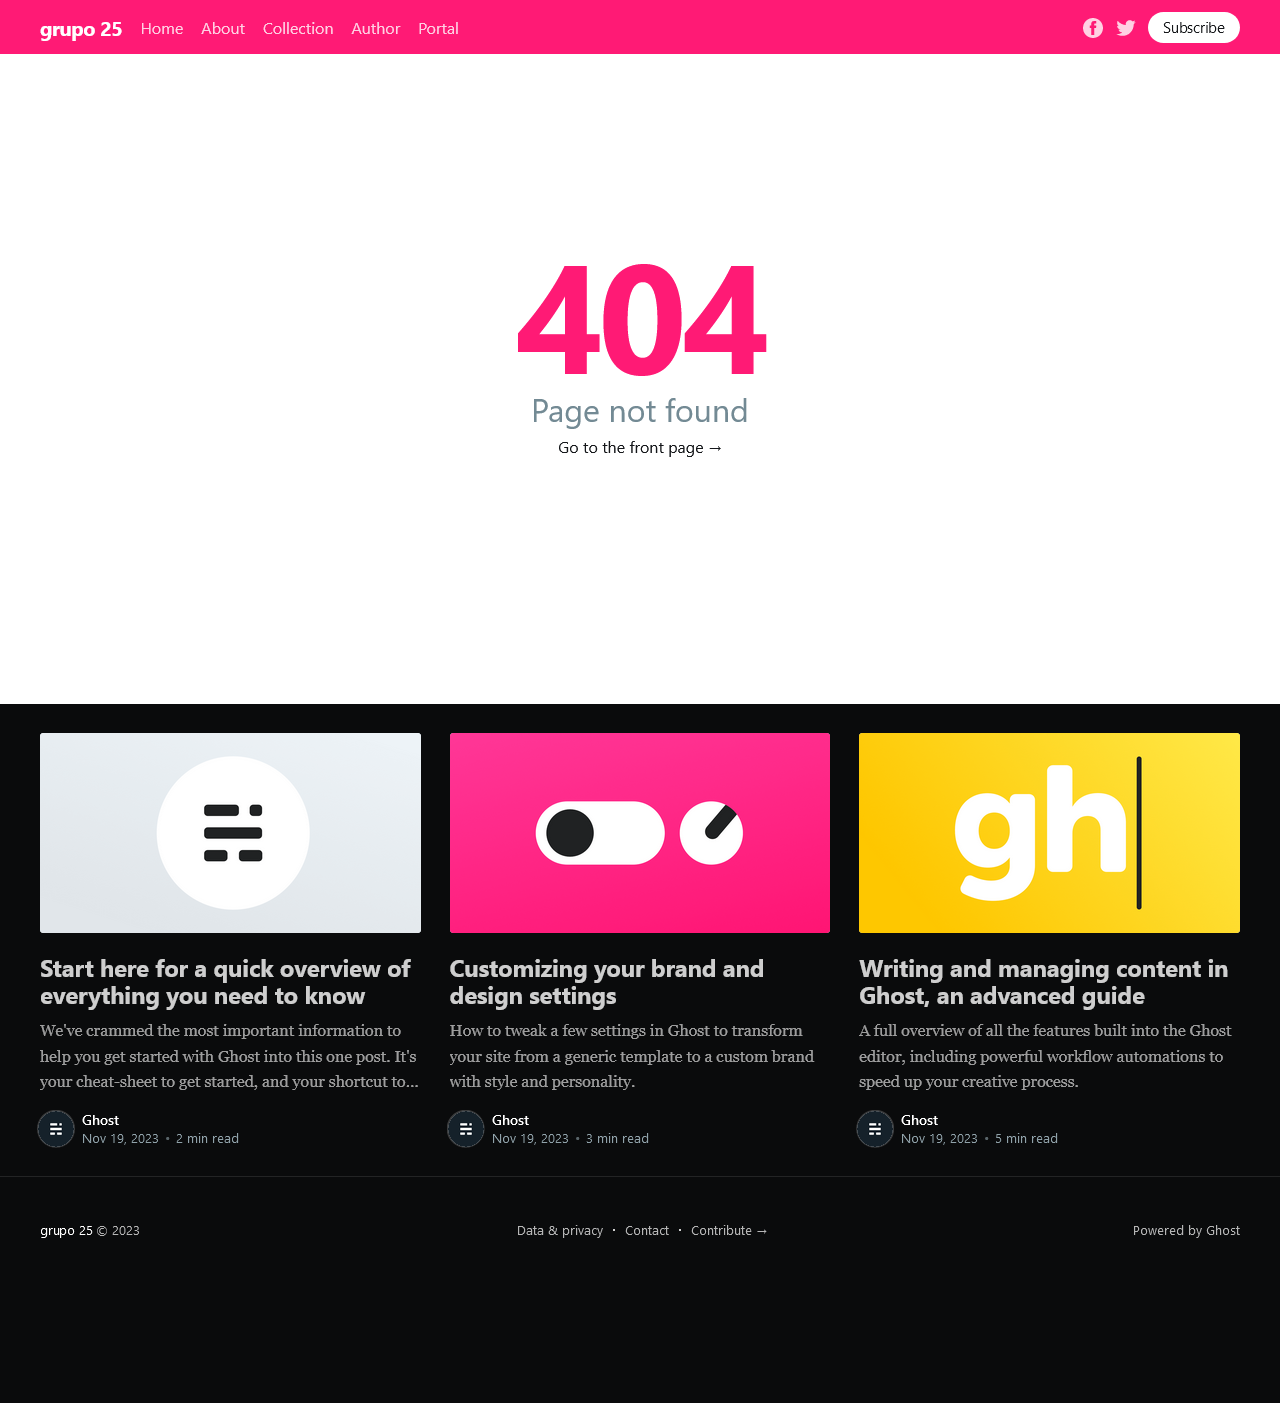 grupo 25 Home About Collection Author Portal Subscribe
404
Page not found
Go to the front page →
gh
Start here for a quick overview of
everything you need to know
We've crammed the most important information to
help you get started with Ghost into this one post. It's
your cheat-sheet to get started, and your shortcut to...
Ghost
Nov 19, 2023 • 2 min read
Customizing your brand and
design settings
How to tweak a few settings in Ghost to transform
your site from a generic template to a custom brand
with style and personality.
Ghost
Nov 19, 2023 • 3 min read
Writing and managing content in
Ghost, an advanced guide
A full overview of all the features built into the Ghost
editor, including powerful workflow automations to
speed up your creative process.
Ghost
Nov 19, 2023 • 5 min read
grupo 25 © 2023
Data & privacy · Contact · Contribute →
Powered by Ghost